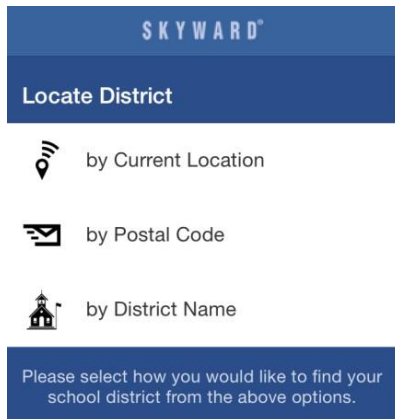 SKYWARD®
Locate District
by Current Location
by Postal Code
by District Name
Please select how you would like to find your
school district from the above options.